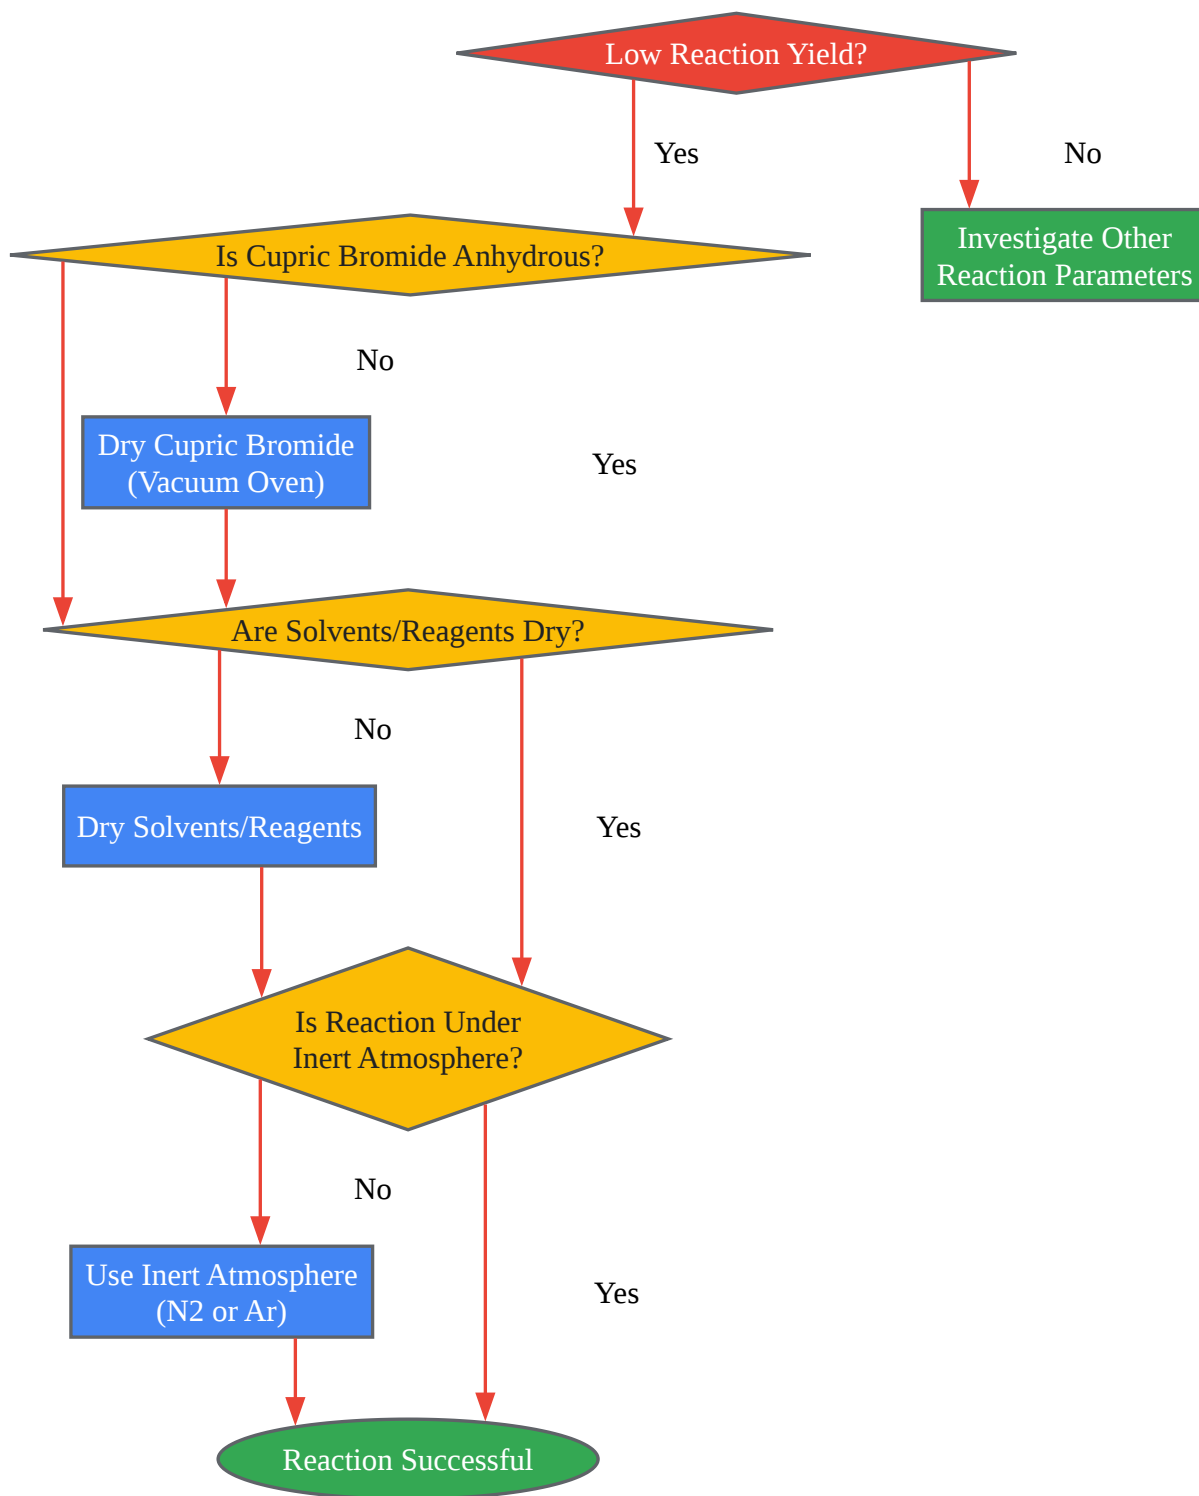 Low Reaction Yield?
Yes
No
Investigate Other
Reaction Parameters
Is Cupric Bromide Anhydrous?
No
Dry Cupric Bromide
(Vacuum Oven)
Yes
Are Solvents/Reagents Dry?
No
Dry Solvents/Reagents
Yes
Is Reaction Under
Inert Atmosphere?
No
Use Inert Atmosphere
(N2 or Ar)
Yes
Reaction Successful